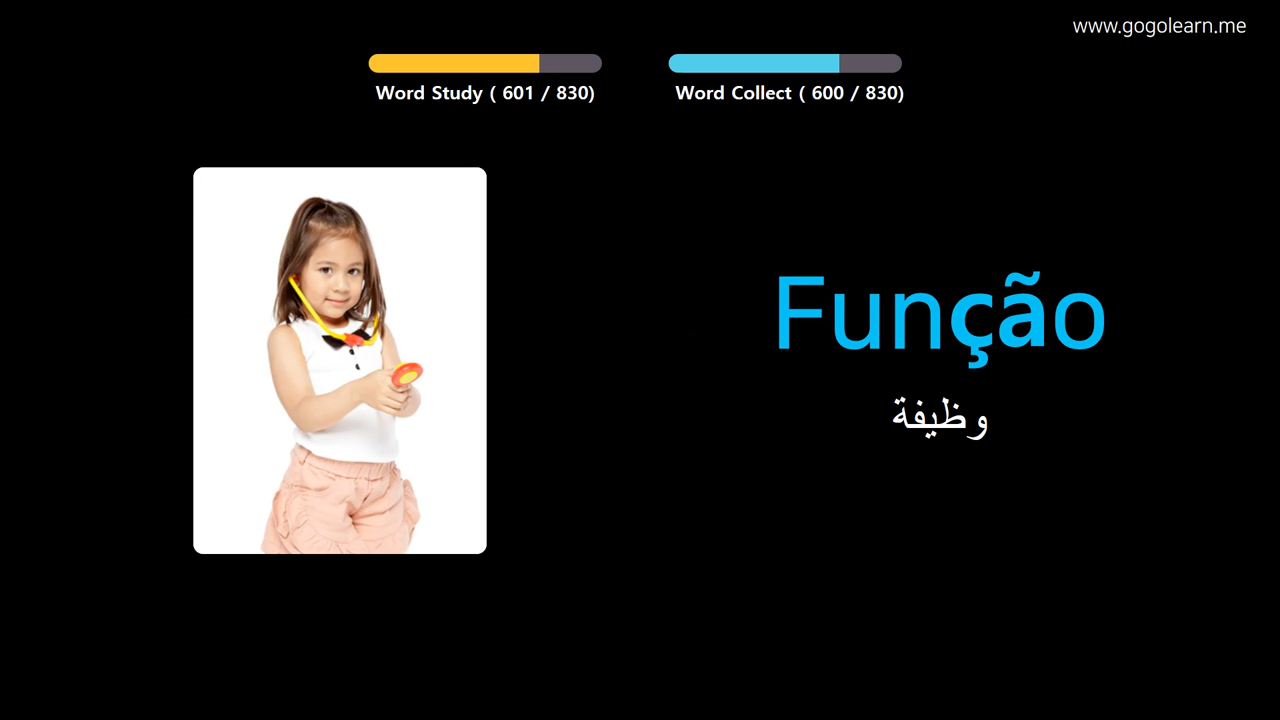 www.gogolearn.me
Word Study ( 601 / 830)
Word Collect ( 600 / 830)
Função
وظيفة